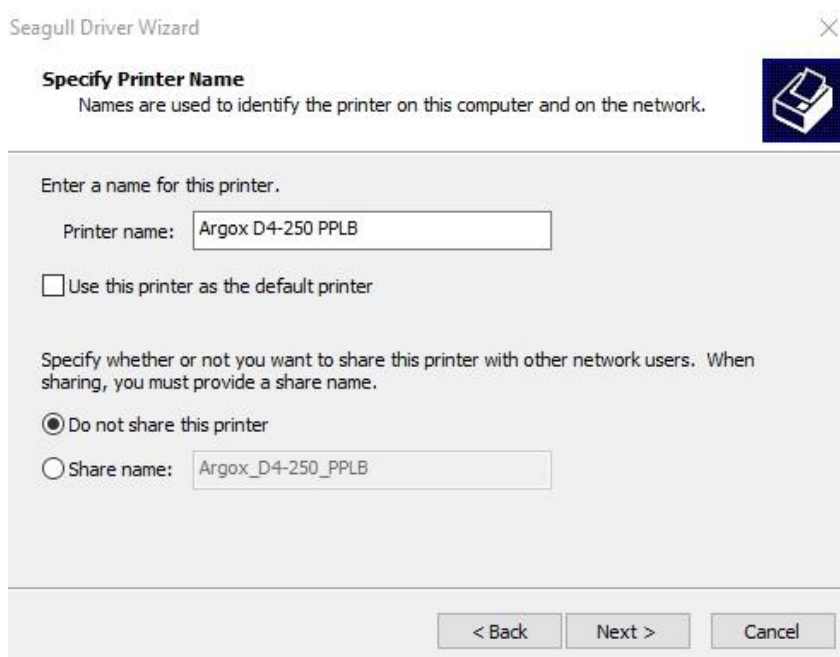 Seagull Driver Wizard
Specify Printer Name
Names are used to identify the printer on this computer and on the network.
Enter a name for this printer.
Printer name: Argox D4-250 PPLB
Use this printer as the default printer
Specify whether or not you want to share this printer with other network users. When
sharing, you must provide a share name.
Do not share this printer
Share name: Argox_D4-250_PPLB
< Back Next > Cancel